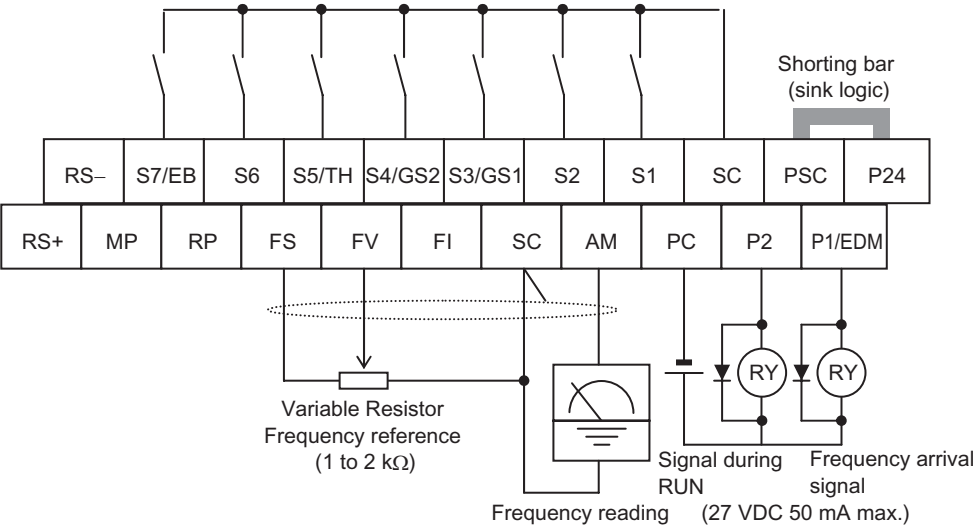 Shorting bar
(sink logic)
RS− S7/EB S6 S5/TH S4/GS2 S3/GS1 S2 S1 SC PSC P24
RS+ MP RP FS FV FI SC AM PC P2 P1/EDM
RY RY
Variable Resistor
Frequency reference
(1 to 2 kΩ)
Signal during
RUN
Frequency arrival
signal
Frequency reading
(27 VDC 50 mA max.)